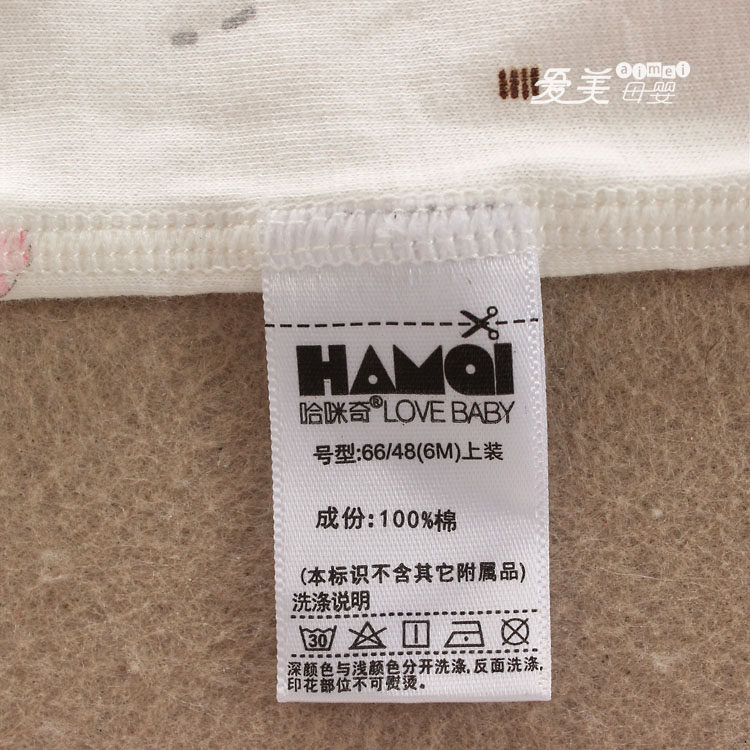 爱美 aimei
母婴
HAMQI
哈咪奇®LOVE BABY
号型:66/48(6M)上装
成份:100%棉
(本标识不含其它附属品)
洗涤说明
30
深颜色与浅颜色分开洗涤,反面洗涤,
印花部位不可熨烫。